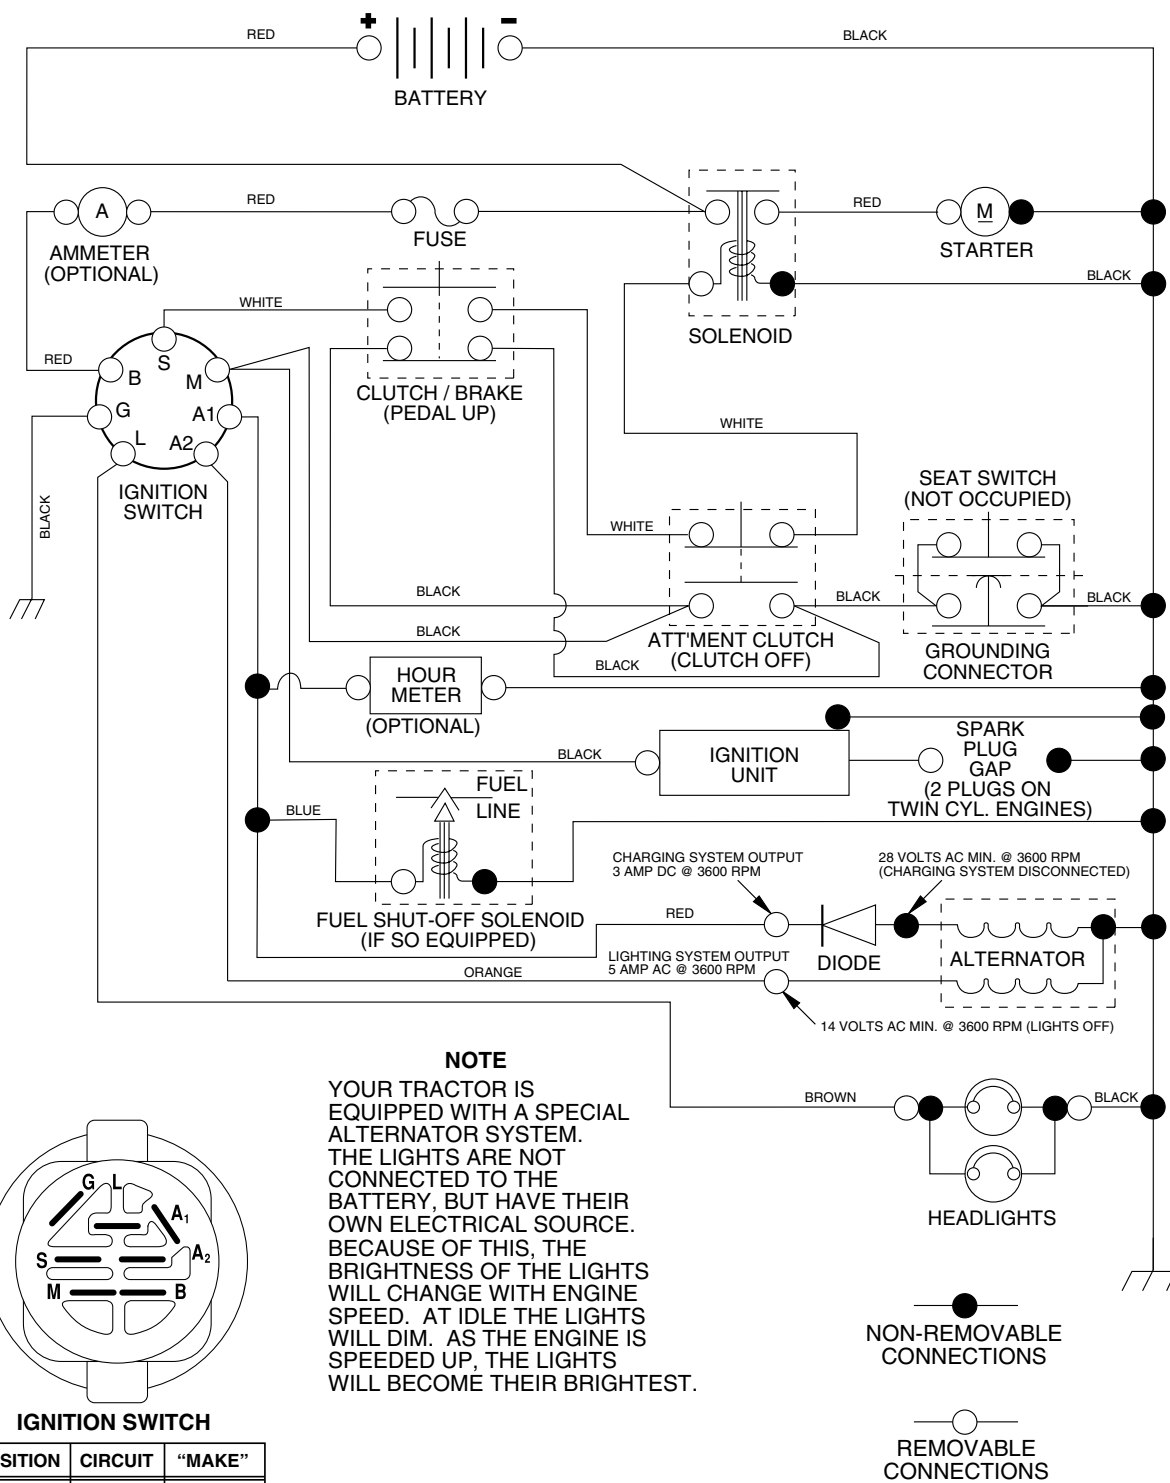 +
-
RED
BLACK
BATTERY
A
RED
RED
M
AMMETER
(OPTIONAL)
FUSE
STARTER
BLACK
WHITE
SOLENOID
RED
B
S
M
G
A1
L
A2
CLUTCH / BRAKE
(PEDAL UP)
WHITE
IGNITION
SWITCH
BLACK
SEAT SWITCH
(NOT OCCUPIED)
WHITE
BLACK
BLACK
BLACK
BLACK
BLACK
ATT'MENT CLUTCH
(CLUTCH OFF)
GROUNDING
CONNECTOR
HOUR
METER
(OPTIONAL)
BLACK
IGNITION
UNIT
SPARK
PLUG
GAP
(2 PLUGS ON
TWIN CYL. ENGINES)
FUEL
LINE
BLUE
FUEL SHUT-OFF SOLENOID
(IF SO EQUIPPED)
CHARGING SYSTEM OUTPUT
3 AMP DC @ 3600 RPM
28 VOLTS AC MIN. @ 3600 RPM
(CHARGING SYSTEM DISCONNECTED)
RED
DIODE
ALTERNATOR
LIGHTING SYSTEM OUTPUT
5 AMP AC @ 3600 RPM
ORANGE
14 VOLTS AC MIN. @ 3600 RPM (LIGHTS OFF)
NOTE
YOUR TRACTOR IS
EQUIPPED WITH A SPECIAL
ALTERNATOR SYSTEM.
THE LIGHTS ARE NOT
CONNECTED TO THE
BATTERY, BUT HAVE THEIR
OWN ELECTRICAL SOURCE.
BECAUSE OF THIS, THE
BRIGHTNESS OF THE LIGHTS
WILL CHANGE WITH ENGINE
SPEED. AT IDLE THE LIGHTS
WILL DIM. AS THE ENGINE IS
SPEEDED UP, THE LIGHTS
WILL BECOME THEIR BRIGHTEST.
BROWN
BLACK
HEADLIGHTS
G L
A1
S
A2
M
B
IGNITION SWITCH
SITION CIRCUIT “MAKE”
NON-REMOVABLE
CONNECTIONS
REMOVABLE
CONNECTIONS